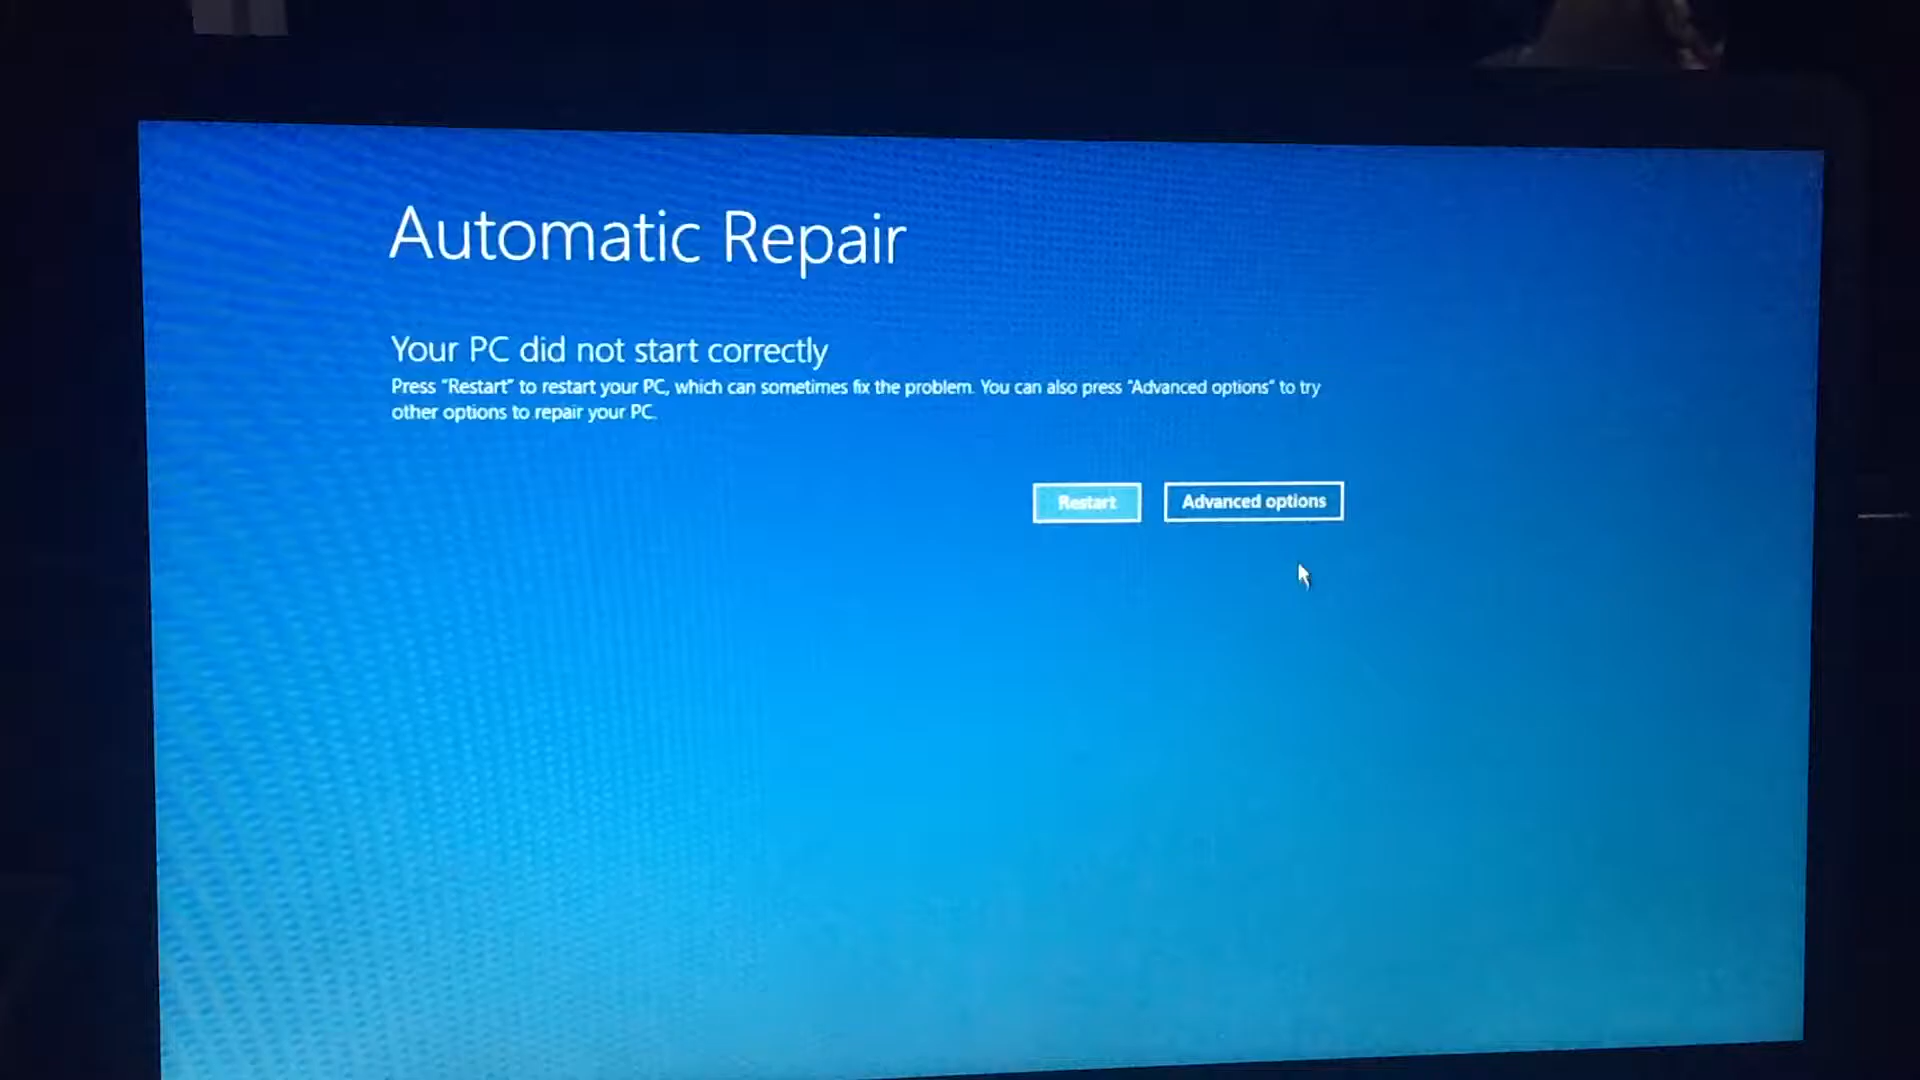 Automatic Repair
Your PC did not start correctly
Press "Restart" to restart your PC, which can sometimes fix the problem. You can also press "Advanced options" to try
other options to repair your PC.
Restart
Advanced options